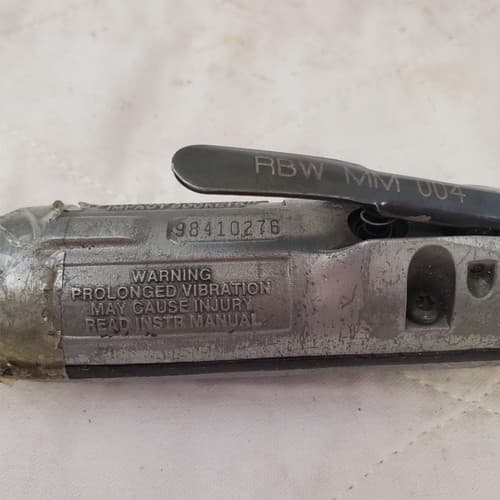 RBW MM 004
98410276
WARNING
PROLONGED VIBRATION
MAY CAUSE INJURY
READ INSTR MANUAL